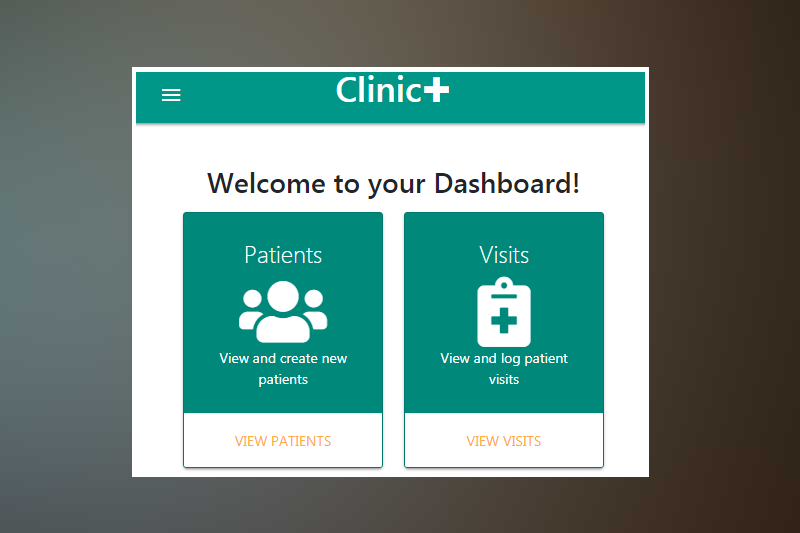 Clinic✚
Welcome to your Dashboard!
Patients
View and create new
patients
VIEW PATIENTS
Visits
View and log patient
visits
VIEW VISITS